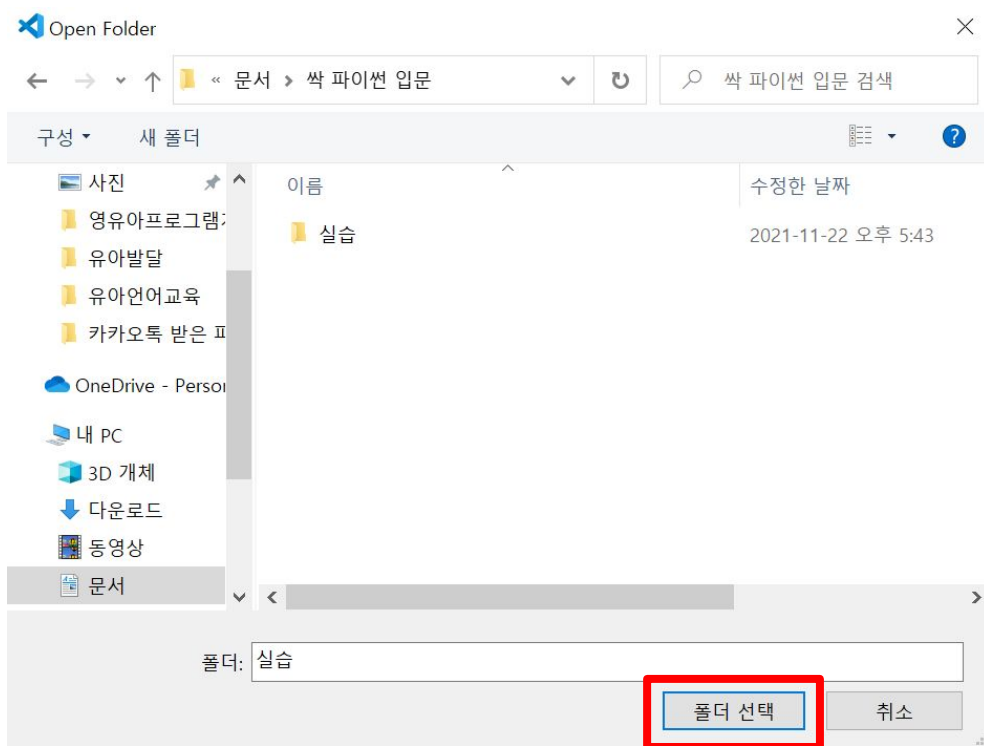 Open Folder
« 문서 > 싹 파이썬 입문
싹 파이썬 입문 검색
구성
새 폴더
사진
영유아프로그램
유아발달
유아언어교육
카카오톡 받은
OneDrive -
내 PC
3D 개체
다운로드
동영상
문서
이름
수정한 날짜
실습
2021-11-22 오후 5:43
폴더: 실습
폴더 선택
취소